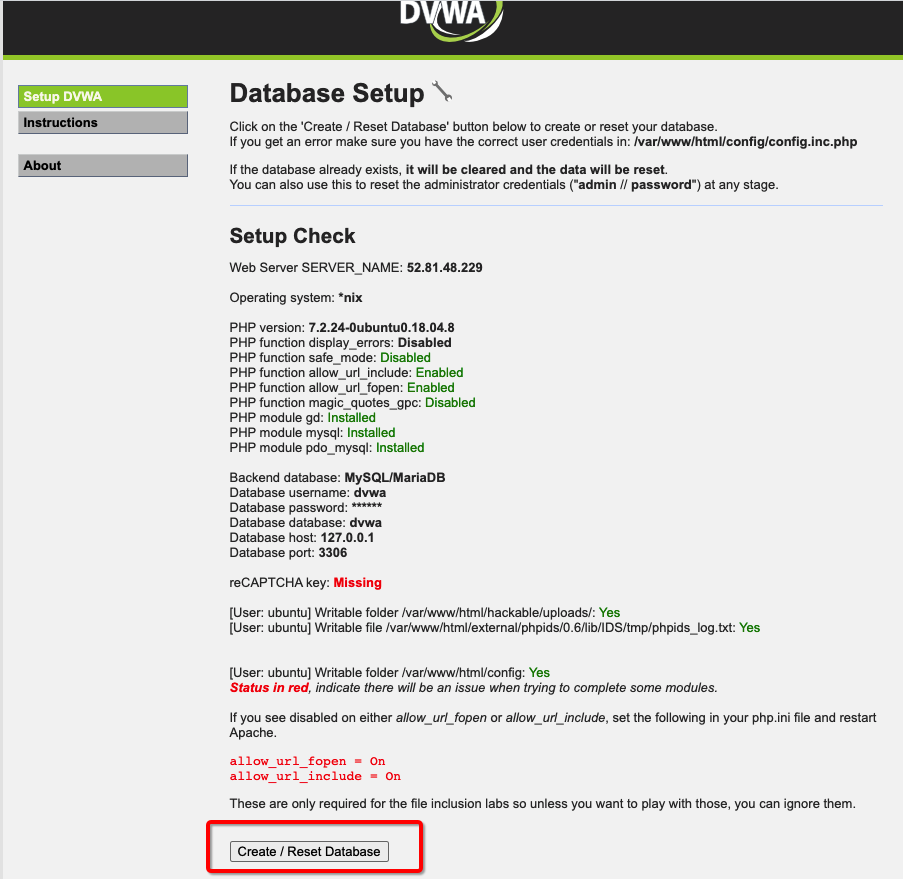 DVWA
Setup DVWA
Instructions
About
Database Setup
Click on the 'Create / Reset Database' button below to create or reset your database.
If you get an error make sure you have the correct user credentials in: /var/www/html/config/config.inc.php
If the database already exists, it will be cleared and the data will be reset.
You can also use this to reset the administrator credentials ("admin // password") at any stage.
Setup Check
Web Server SERVER_NAME: 52.81.48.229
Operating system: *nix
PHP version: 7.2.24-0ubuntu0.18.04.8
PHP function display_errors: Disabled
PHP function safe_mode: Disabled
PHP function allow_url_include: Enabled
PHP function allow_url_fopen: Enabled
PHP function magic_quotes_gpc: Disabled
PHP module gd: Installed
PHP module mysql: Installed
PHP module pdo_mysql: Installed
Backend database: MySQL/MariaDB
Database username: dvwa
Database password: ******
Database database: dvwa
Database host: 127.0.0.1
Database port: 3306
reCAPTCHA key: Missing
[User: ubuntu] Writable folder /var/www/html/hackable/uploads/: Yes
[User: ubuntu] Writable file /var/www/html/external/phpids/0.6/lib/IDS/tmp/phpids_log.txt: Yes
[User: ubuntu] Writable folder /var/www/html/config: Yes
Status in red, indicate there will be an issue when trying to complete some modules.
If you see disabled on either allow_url_fopen or allow_url_include, set the following in your php.ini file and restart
Apache.
allow_url_fopen = On
allow_url_include = On
These are only required for the file inclusion labs so unless you want to play with those, you can ignore them.
Create / Reset Database